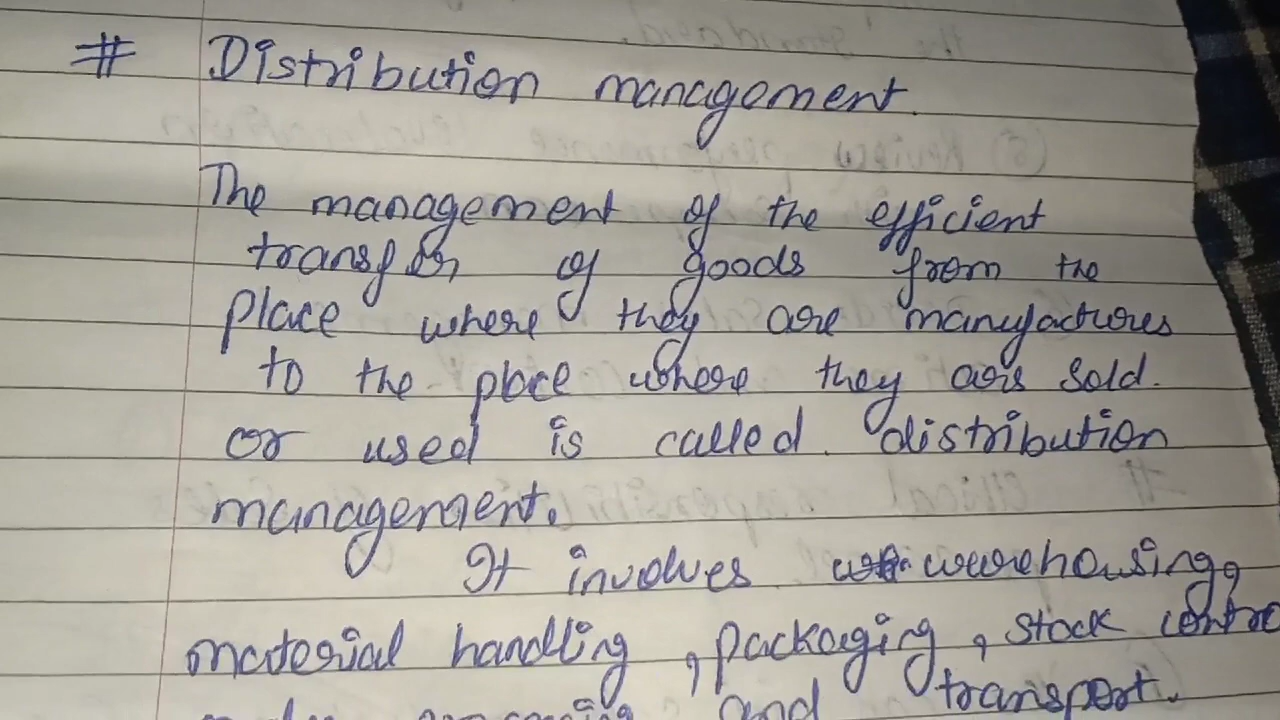 # Distribution management.
The management of the efficient
transfer of goods from the
place where they are manufactures
to the place where they are sold.
or used is called distribution
management.
It involves warehousing,
material handling, packaging, stock contro
and transport.